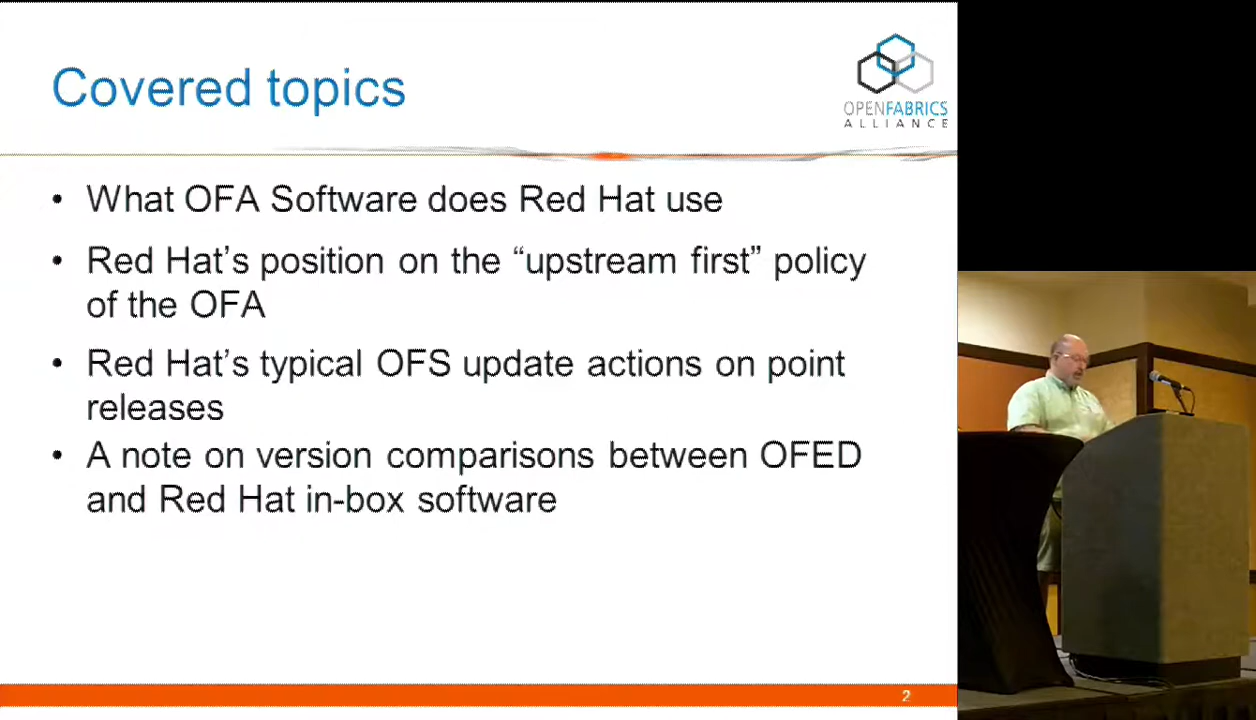 Covered topics
OPENFABRICS
ALLIANCE
• What OFA Software does Red Hat use
• Red Hat’s position on the “upstream first” policy
of the OFA
• Red Hat’s typical OFS update actions on point
releases
• A note on version comparisons between OFED
and Red Hat in-box software
2